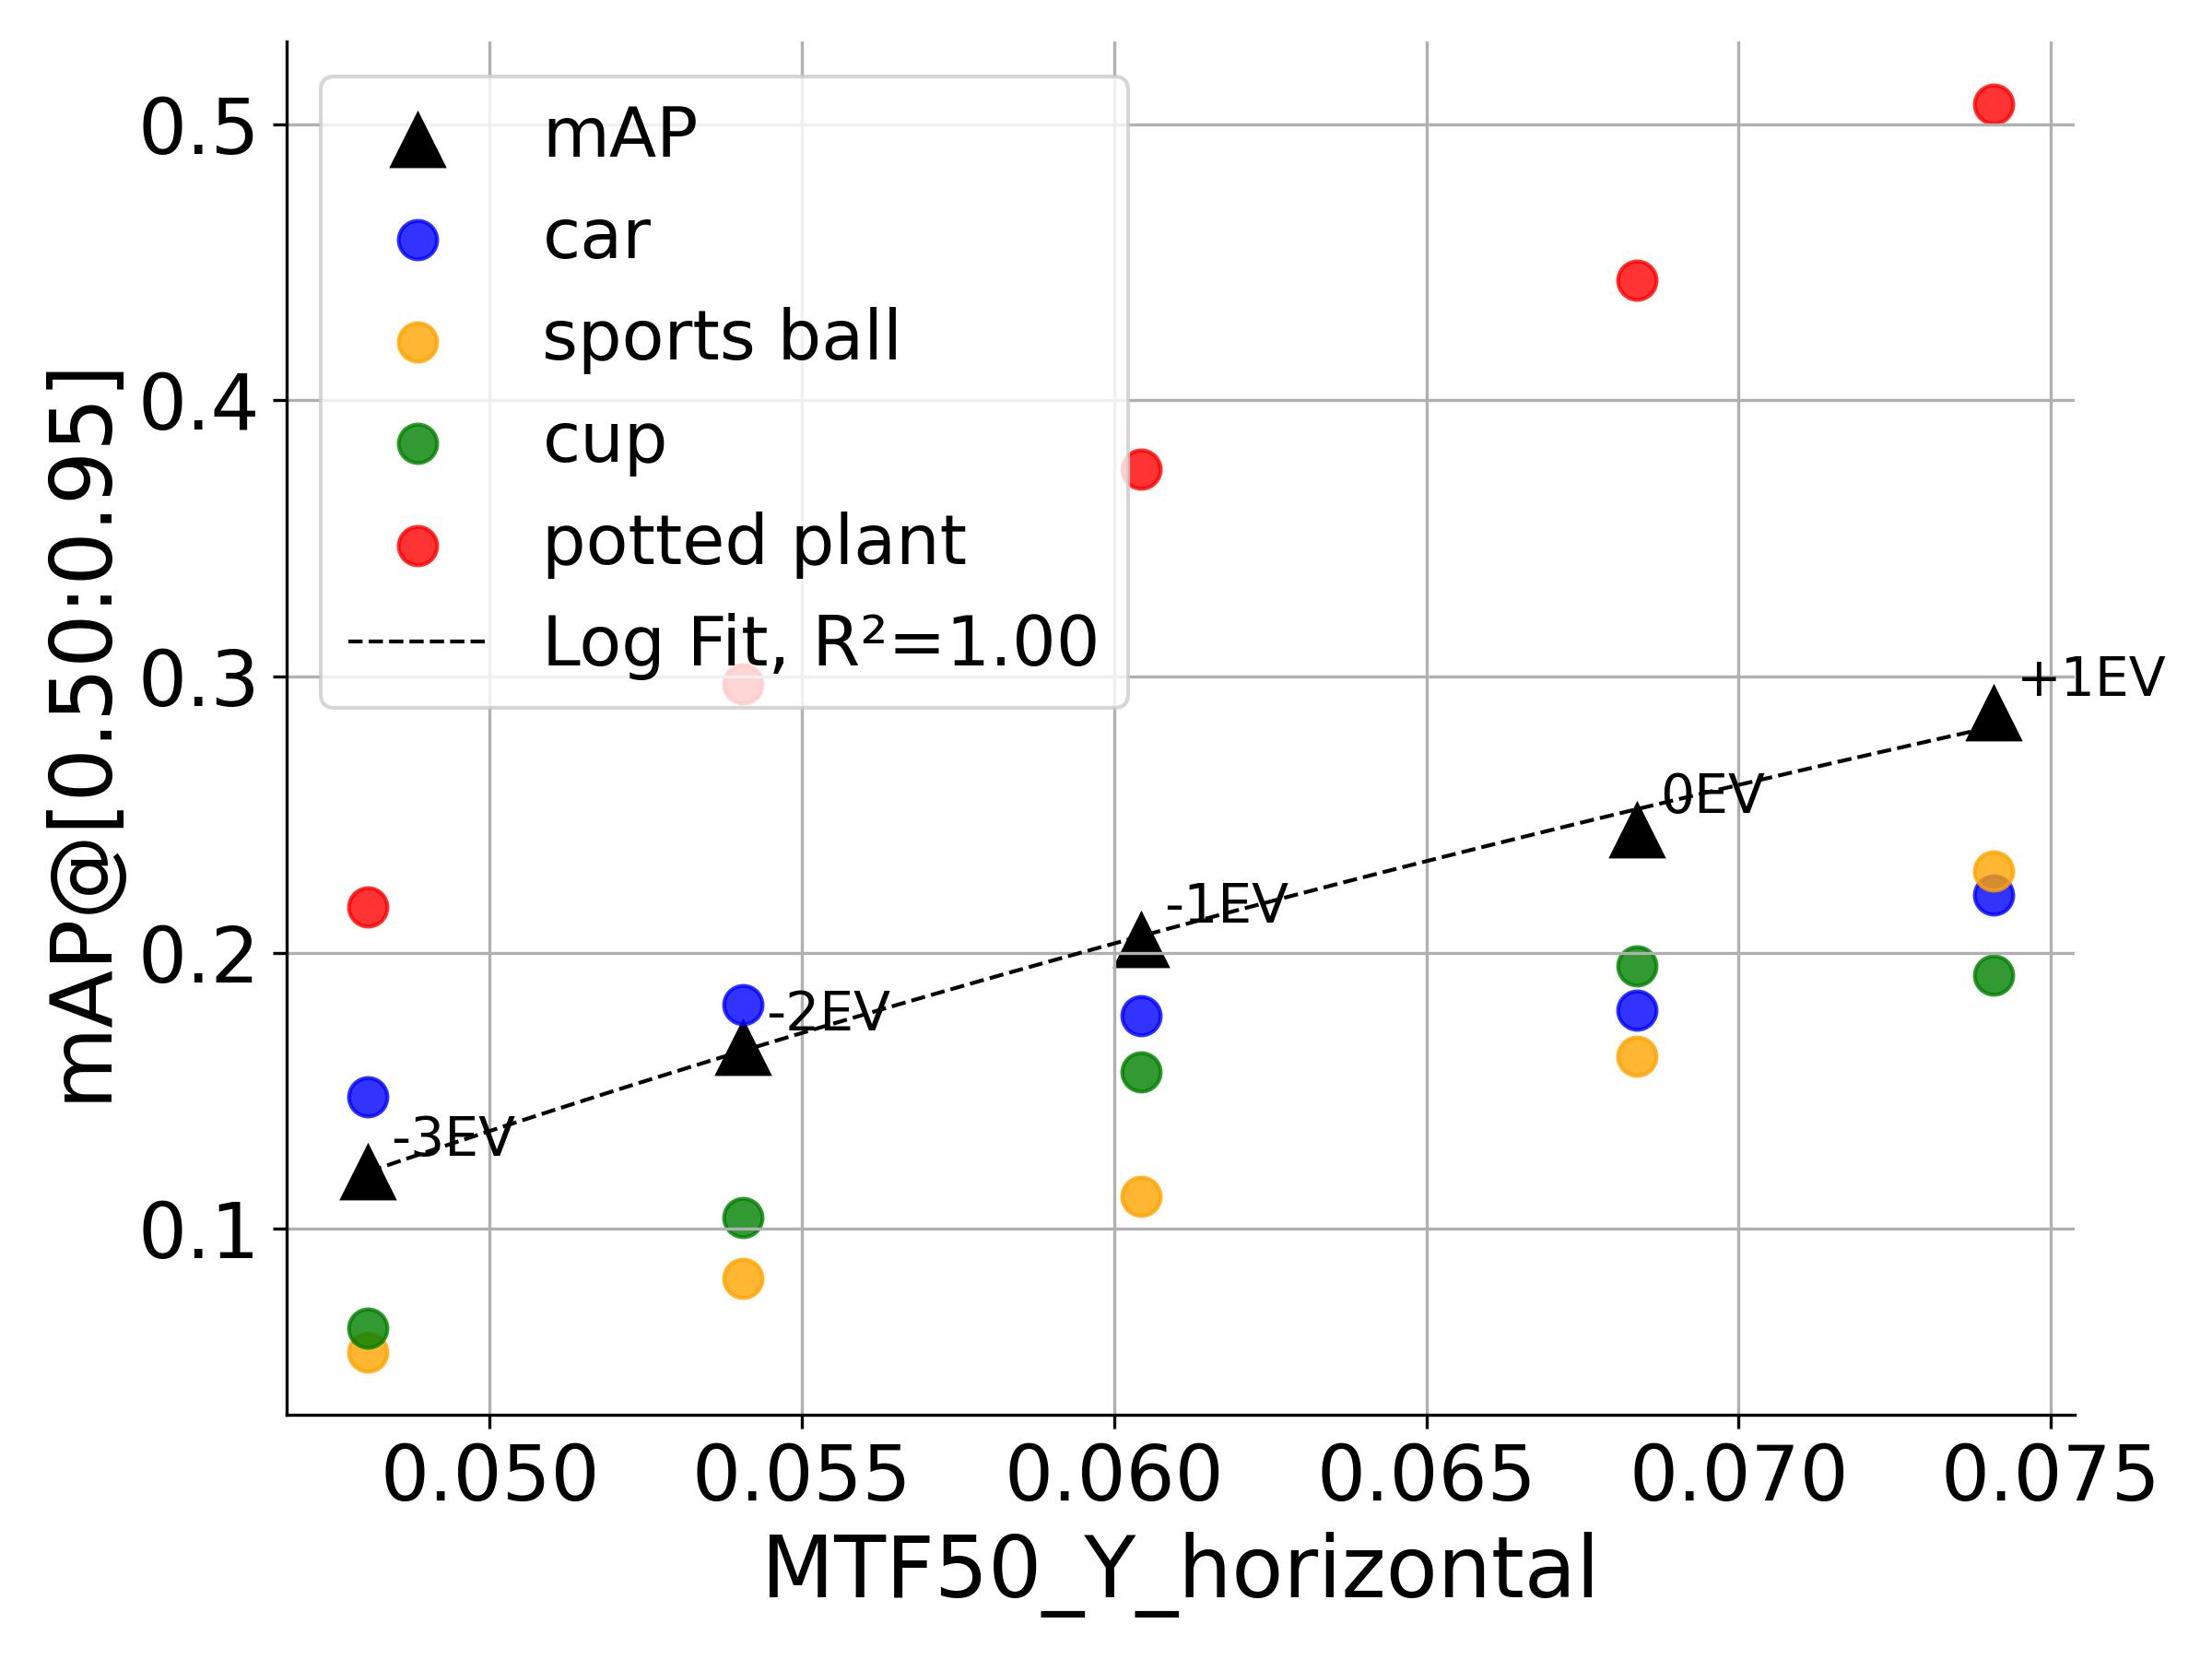 mAP@[0.50:0.95]
0.5
0.4
0.3
0.2
0.1
mAP
car
sports ball
cup
potted plant
Log Fit, R²=1.00
+1EV
0EV
-1EV
-2EV
-3EV
0.050 0.055 0.060 0.065 0.070 0.075
MTF50_Y_horizontal